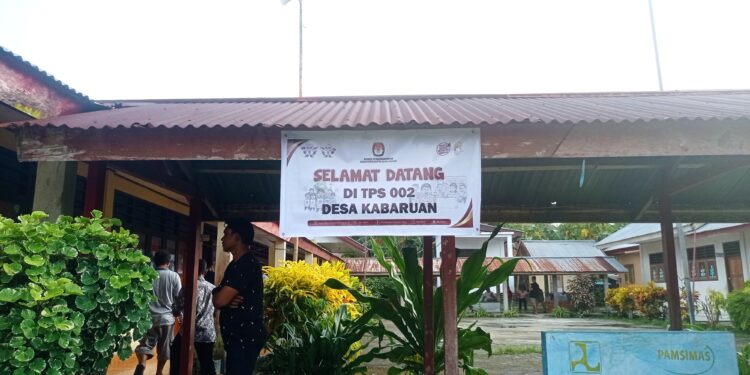 SELAMAT DATANG
DI TPS 002
DESA KABARUAN
PAMSIMAS